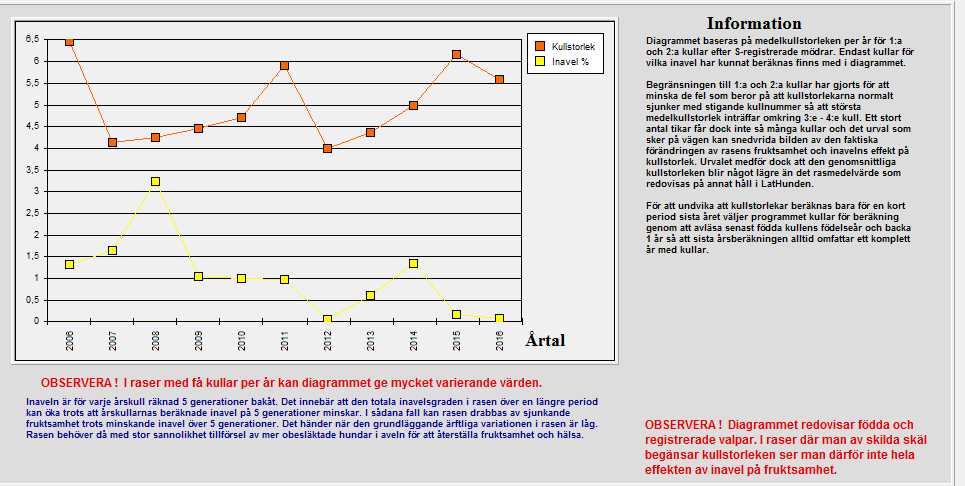 6,5
6
5,5
5
4,5
4
3,5
3
2,5
2
1,5
1
0,5
0
2006
2007
2008
2009
2010
2011
2012
2013
2014
2015
2016
Årtal
Kullstorlek
Inavel %
OBSERVERA ! I raser med få kullar per år kan diagrammet ge mycket varierande värden.
Inaveln är för varje årskull räknad 5 generationer bakåt. Det innebär att den totala inavelsgraden i rasen över en längre period
kan öka trots att årskullarnas beräknade inavel på 5 generationer minskar. I sådana fall kan rasen drabbas av sjunkande
fruktsamhet trots minskande inavel över 5 generationer. Det händer när den grundläggande ärftliga variationen i rasen är låg.
Rasen behöver då med stor sannolikhet tillförsel av mer obesläktade hundar i aveln för att återställa fruktsamhet och hälsa.
Information
Diagrammet baseras på medelkullstorleken per år för 1:a
och 2:a kullar efter S-registrerade mödrar. Endast kullar för
vilka inavel har kunnat beräknas finns med i diagrammet.
Begränsningen till 1:a och 2:a kullar har gjorts för att
minska de fel som beror på att kullstorlekarna normalt
sjunker med stigande kullnummer så att största
medelkullstorlek inträffar omkring 3:e - 4:e kull. Ett stort
antal tikar får dock inte så många kullar och det urval som
sker på vägen kan snedvrida bilden av den faktiska
förändringen av rasens fruktsamhet och inavelns effekt på
kullstorlek. Urvalet medför dock att den genomsnittliga
kullstorleken blir något lägre än det rasmedelvärde som
redovisas på annat håll i LatHunden.
För att undvika att kullstorlekar beräknas bara för en kort
period sista året väljer programmet kullar för beräkning
genom att avläsa senast födda kullens födelseår och backa
1 år så att sista årsberäkningen alltid omfattar ett komplett
år med kullar.
OBSERVERA ! Diagrammet redovisar födda och
registrerade valpar. I raser där man av skilda skäl
begänsar kullstorleken ser man därför inte hela
effekten av inavel på fruktsamhet.